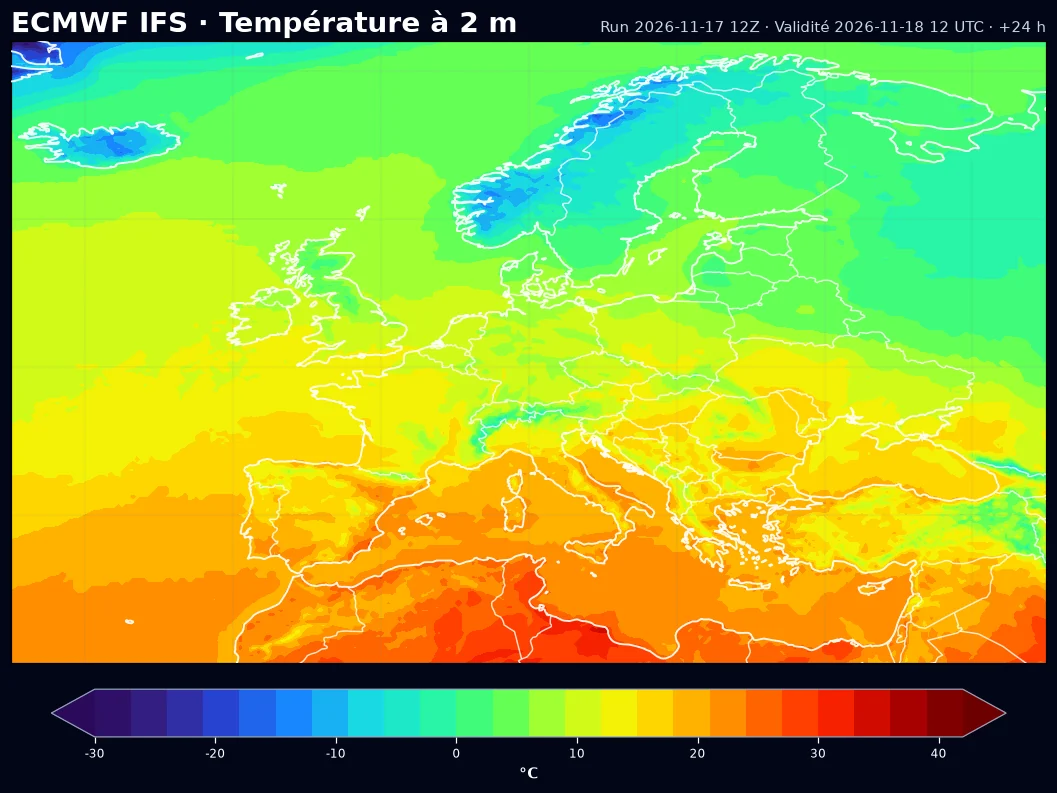 ECMWF IFS · Température à 2 m
Run 2026-11-17 12Z · Validité 2026-11-18 12 UTC · +24 h
-30 -20 -10 0 10 20 30 40
°C